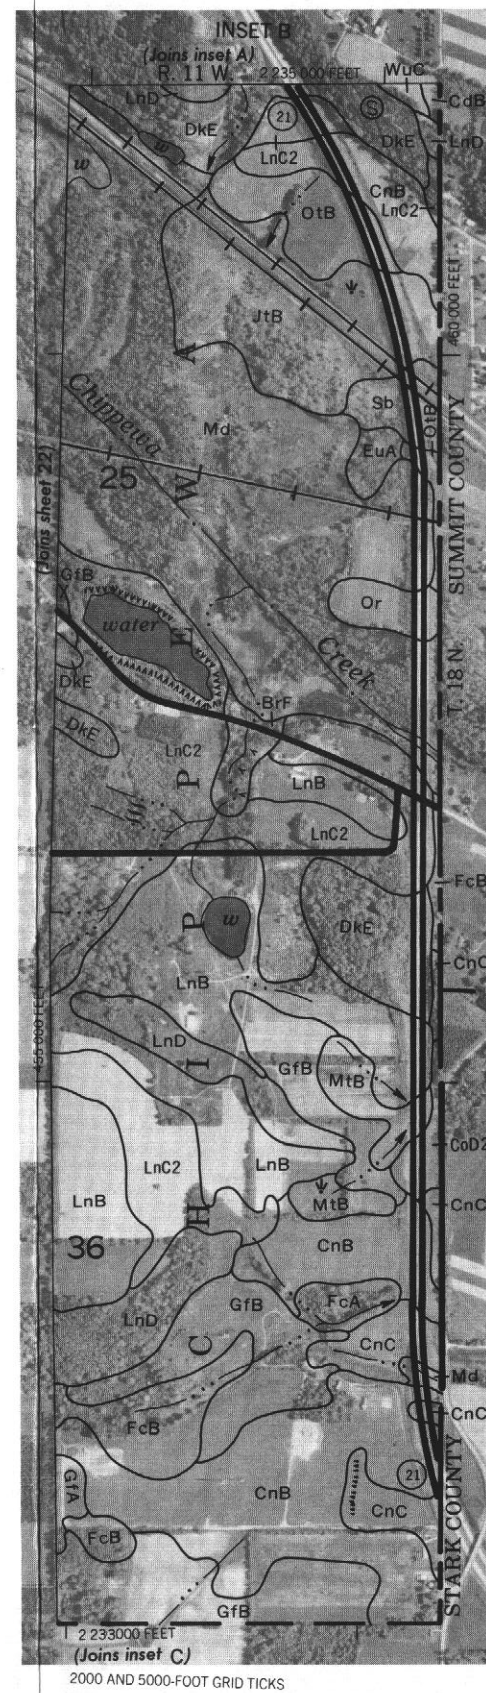 INSET B
(Joins inset A)
R. 11 W. 2 235 000 FEET
WuC
LnD
CdB
DkE
21
S
DkE
LnD
w
w
LnC2
CnB
LnC2
OtB
460 000 FEET
JtB
A
Sb
OtB
Chippewa
Md
EuA
25
W
(Joins sheet 22)
SUMMIT COUNTY
GfB
Or
water
E
Creek
T. 18 N.
DkE
BrF
DkE
LnC2
P
LnB
LnC2
FcB
P
w
DkE
LnB
CnC
455 000 FEET
LnD
I
GfB
MtB
CoD2
LnC2
LnB
LnB
MtB
CnC
H
36
CnB
LnD
GfB
FcA
C
CnC
Md
FcB
CnC
21
GfA
CnB
CnC
STARK COUNTY
FcB
GfB
2 233000 FEET
(Joins inset C)
2000 AND 5000-FOOT GRID TICKS